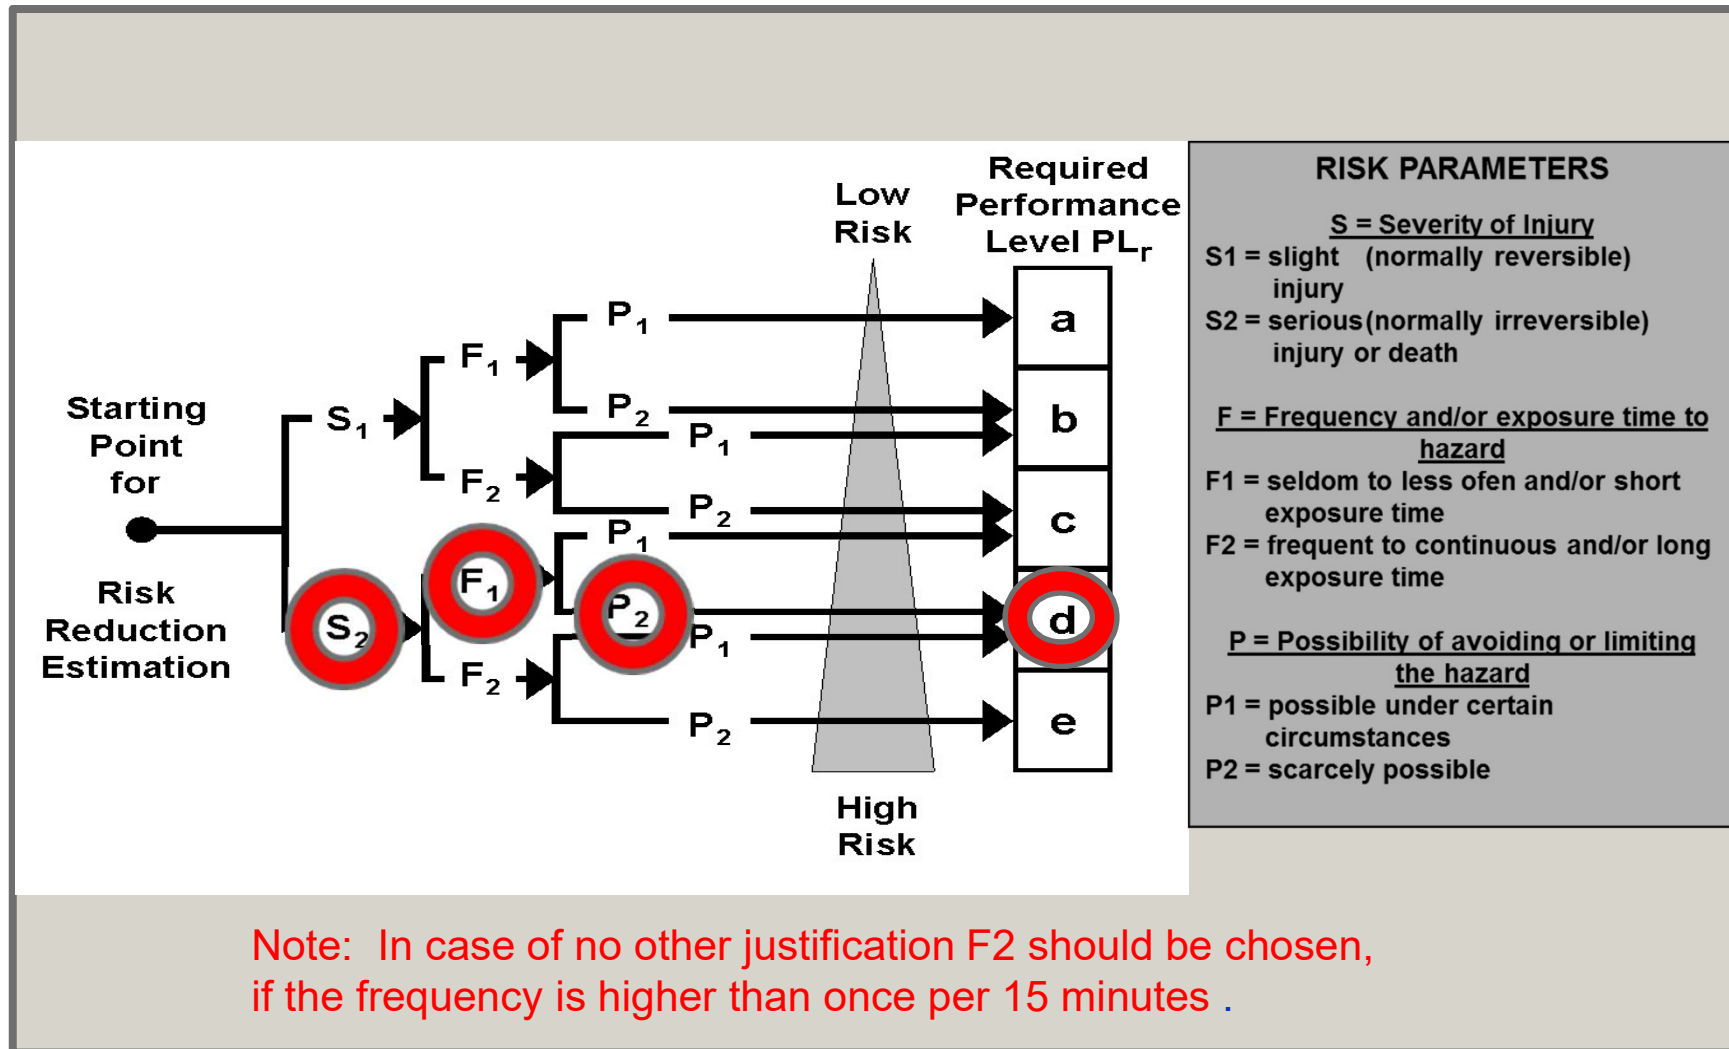 Required
Performance
Level PLr
Low
Risk
Starting
Point
for
Risk
Reduction
Estimation
S1
F1
P1
a
P2
b
F2
P1
P2
c
S2
F1
P1
P2
d
F2
P1
P2
e
High
Risk
RISK PARAMETERS
S = Severity of Injury
S1 = slight (normally reversible)
injury
S2 = serious(normally irreversible)
injury or death
F = Frequency and/or exposure time to
hazard
F1 = seldom to less ofen and/or short
exposure time
F2 = frequent to continuous and/or long
exposure time
P = Possibility of avoiding or limiting
the hazard
P1 = possible under certain
circumstances
P2 = scarcely possible
Note: In case of no other justification F2 should be chosen,
if the frequency is higher than once per 15 minutes .